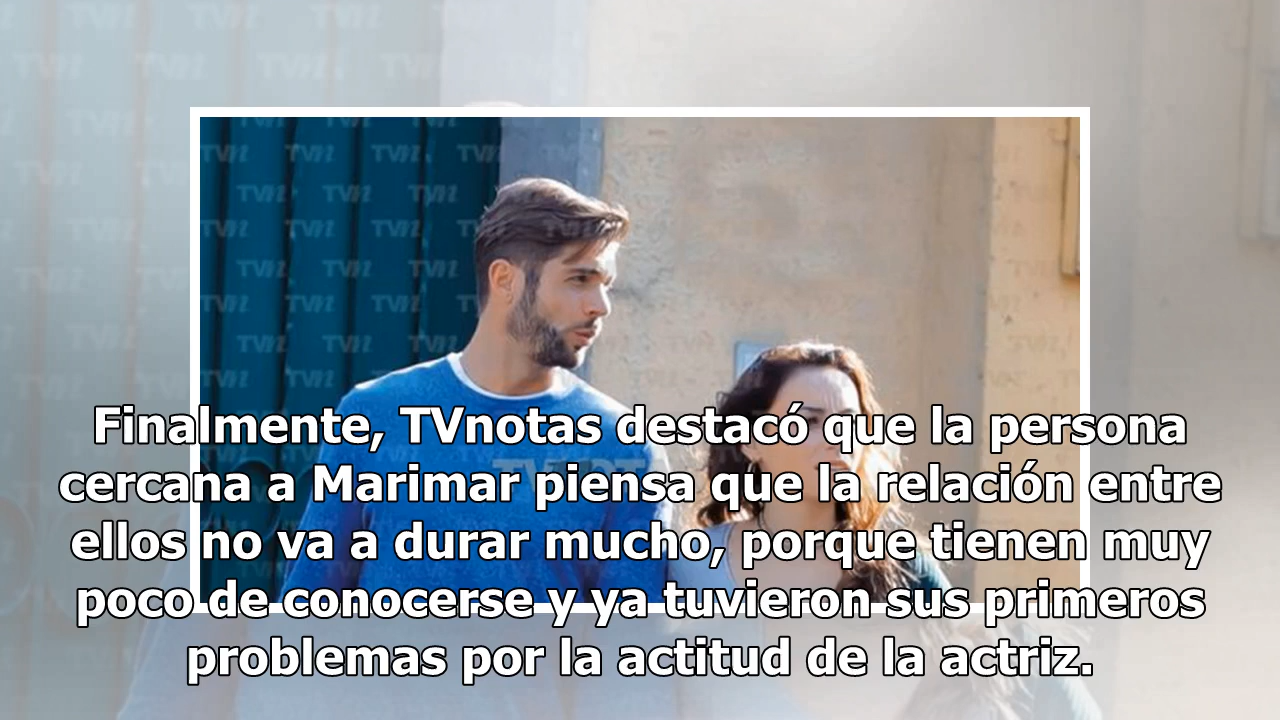 Finalmente, TVnotas destacó que la persona
cercana a Marimar piensa que la relación entre
ellos no va a durar mucho, porque tienen muy
poco de conocerse y ya tuvieron sus primeros
problemas por la actitud de la actriz.